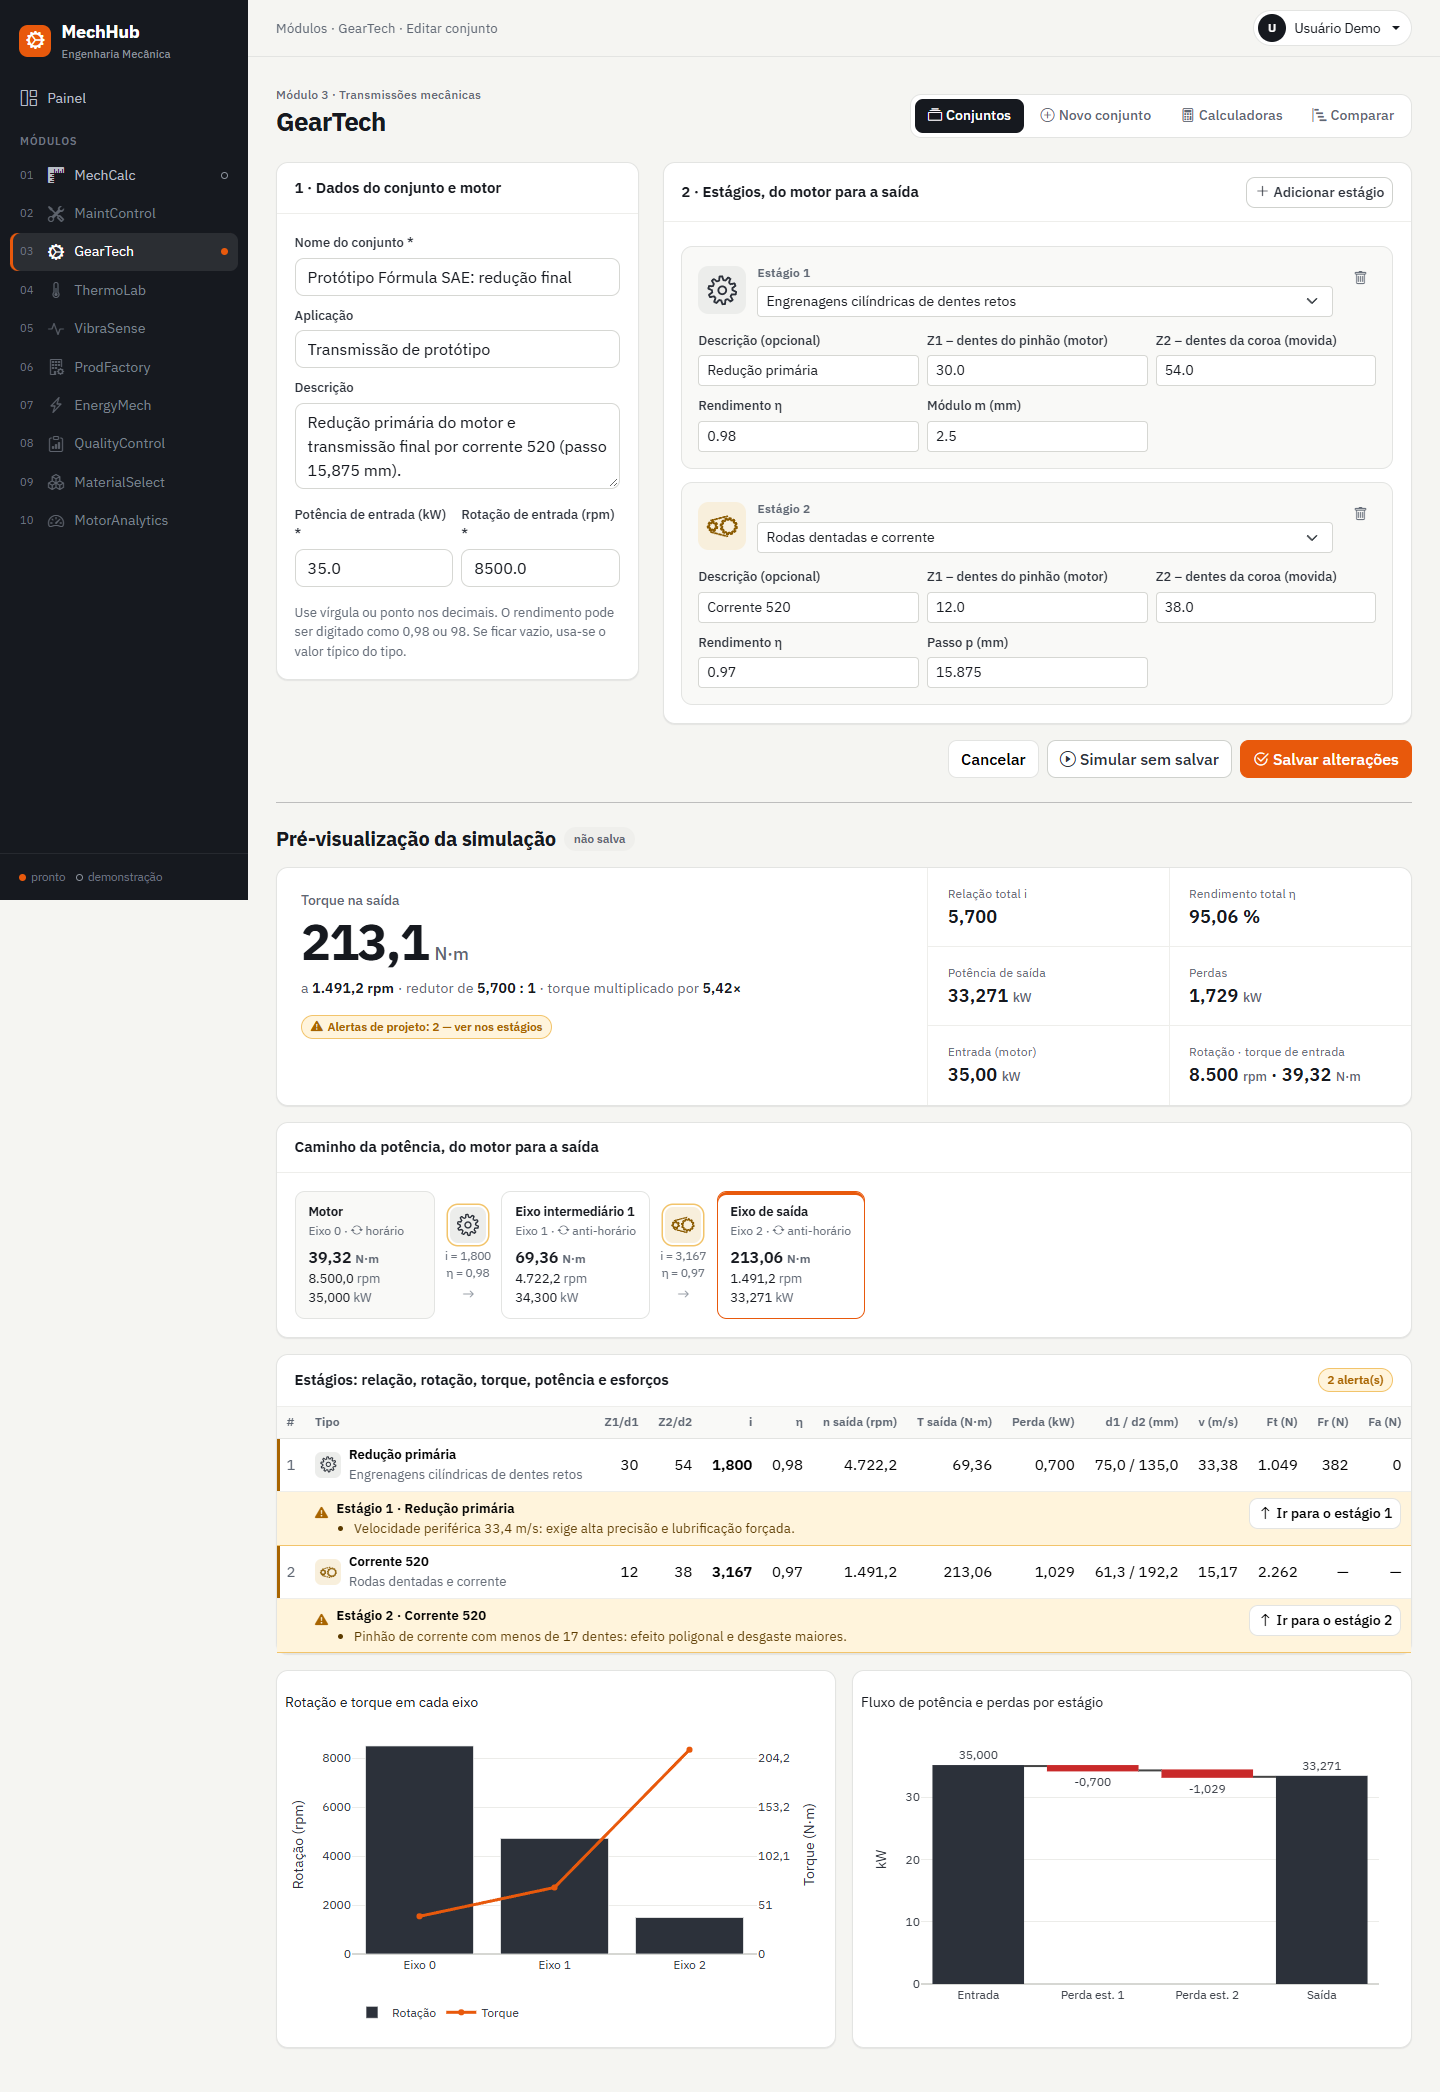 MechHub
Engenharia Mecânica
Painel
MÓDULOS
01 MechCalc
02 MaintControl
03 GearTech
04 ThermoLab
05 VibraSense
06 ProdFactory
07 EnergyMech
08 QualityControl
09 MaterialSelect
10 MotorAnalytics
pronto demonstração
Módulos · GearTech · Editar conjunto
U Usuário Demo
Módulo 3 · Transmissões mecânicas
GearTech
Conjuntos Novo conjunto Calculadoras Comparar
1 · Dados do conjunto e motor
Nome do conjunto *
Protótipo Fórmula SAE: redução final
Aplicação
Transmissão de protótipo
Descrição
Redução primária do motor e
transmissão final por corrente 520 (passo
15,875 mm).
Potência de entrada (kW) * Rotação de entrada (rpm) *
35.0 8500.0
Use vírgula ou ponto nos decimais. O rendimento pode
ser digitado como 0,98 ou 98. Se ficar vazio, usa-se o
valor típico do tipo.
2 · Estágios, do motor para a saída
+ Adicionar estágio
Estágio 1
Engrenagens cilíndricas de dentes retos
Descrição (opcional) Z1 – dentes do pinhão (motor) Z2 – dentes da coroa (movida)
Redução primária 30.0 54.0
Rendimento η Módulo m (mm)
0.98 2.5
Estágio 2
Rodas dentadas e corrente
Descrição (opcional) Z1 – dentes do pinhão (motor) Z2 – dentes da coroa (movida)
Corrente 520 12.0 38.0
Rendimento η Passo p (mm)
0.97 15.875
Cancelar Simular sem salvar Salvar alterações
Pré-visualização da simulação não salva
Torque na saída
213,1 N·m
a 1.491,2 rpm · redutor de 5,700 : 1 · torque multiplicado por 5,42×
Alertas de projeto: 2 — ver nos estágios
Relação total i
5,700
Rendimento total η
95,06 %
Potência de saída
33,271 kW
Perdas
1,729 kW
Entrada (motor)
35,00 kW
Rotação · torque de entrada
8.500 rpm · 39,32 N·m
Caminho da potência, do motor para a saída
Motor
Eixo 0 · horário
39,32 N·m
8.500,0 rpm
35,000 kW
i = 1,800
η = 0,98
→
Eixo intermediário 1
Eixo 1 · anti-horário
69,36 N·m
4.722,2 rpm
34,300 kW
i = 3,167
η = 0,97
→
Eixo de saída
Eixo 2 · anti-horário
213,06 N·m
1.491,2 rpm
33,271 kW
Estágios: relação, rotação, torque, potência e esforços
2 alerta(s)
# Tipo Z1/d1 Z2/d2 i η n saída (rpm) T saída (N·m) Perda (kW) d1 / d2 (mm) v (m/s) Ft (N) Fr (N) Fa (N)
1 Redução primária 30 54 1,800 0,98 4.722,2 69,36 0,700 75,0 / 135,0 33,38 1.049 382 0
Engrenagens cilíndricas de dentes retos
Estágio 1 · Redução primária
• Velocidade periférica 33,4 m/s: exige alta precisão e lubrificação forçada.
↑ Ir para o estágio 1
2 Corrente 520 12 38 3,167 0,97 1.491,2 213,06 1,029 61,3 / 192,2 15,17 2.262 — —
Rodas dentadas e corrente
Estágio 2 · Corrente 520
• Pinhão de corrente com menos de 17 dentes: efeito poligonal e desgaste maiores.
↑ Ir para o estágio 2
Rotação e torque em cada eixo
Rotação (rpm)
8000
6000
4000
2000
0
204,2
153,2
102,1
51
0
Torque (N·m)
Eixo 0 Eixo 1 Eixo 2
Rotação Torque
Fluxo de potência e perdas por estágio
kW
30
20
10
0
35,000
-0,700
-1,029
33,271
Entrada Perda est. 1 Perda est. 2 Saída